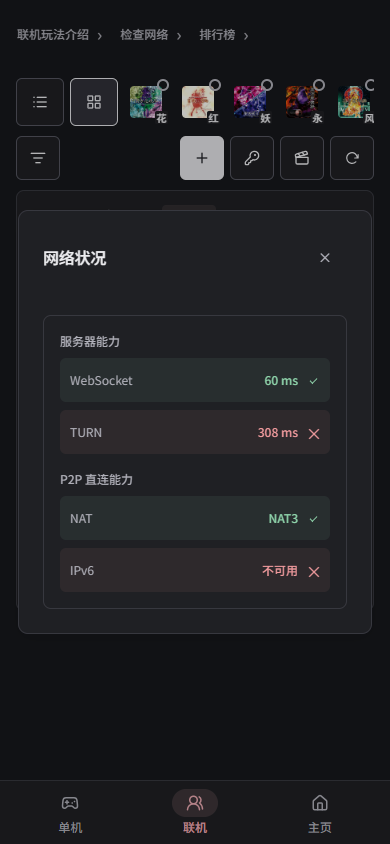 联机玩法介绍 › 检查网络 › 排行榜 ›
花 红 妖 永 风
网络状况
服务器能力
WebSocket 60 ms
TURN 308 ms
P2P 直连能力
NAT NAT3
IPv6 不可用
单机 联机 主页